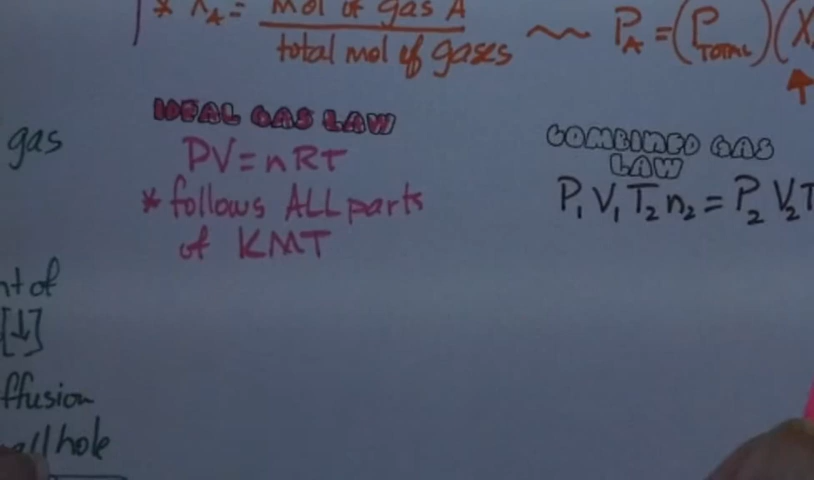 * X_A = mol of gas A / total mol of gases ~ P_A = (P_TOTAL)(X
IDEAL GAS LAW
PV = nRT
* follows ALL parts
of KMT
COMBINED GAS
LAW
P₁V₁T₂n₂ = P₂V₂T
gas
nt of
[↓]
ffusion
all hole